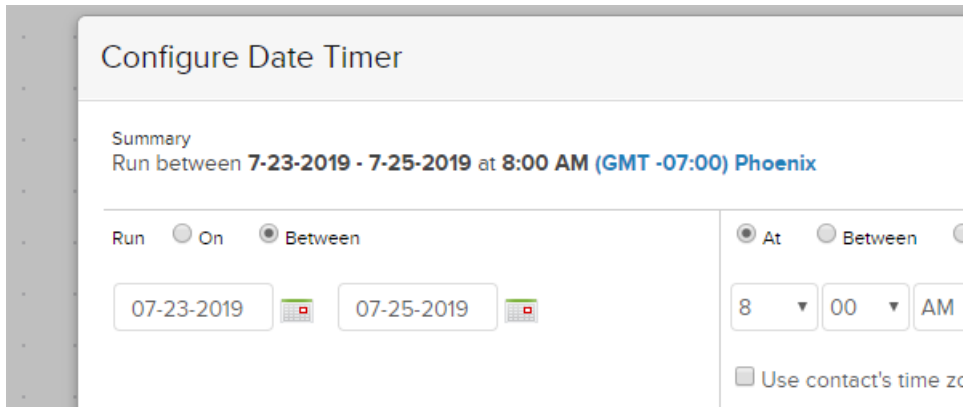 Configure Date Timer
Summary
Run between 7-23-2019 - 7-25-2019 at 8:00 AM (GMT -07:00) Phoenix
Run On Between At Between
07-23-2019 07-25-2019 8 00 AM
Use contact's time